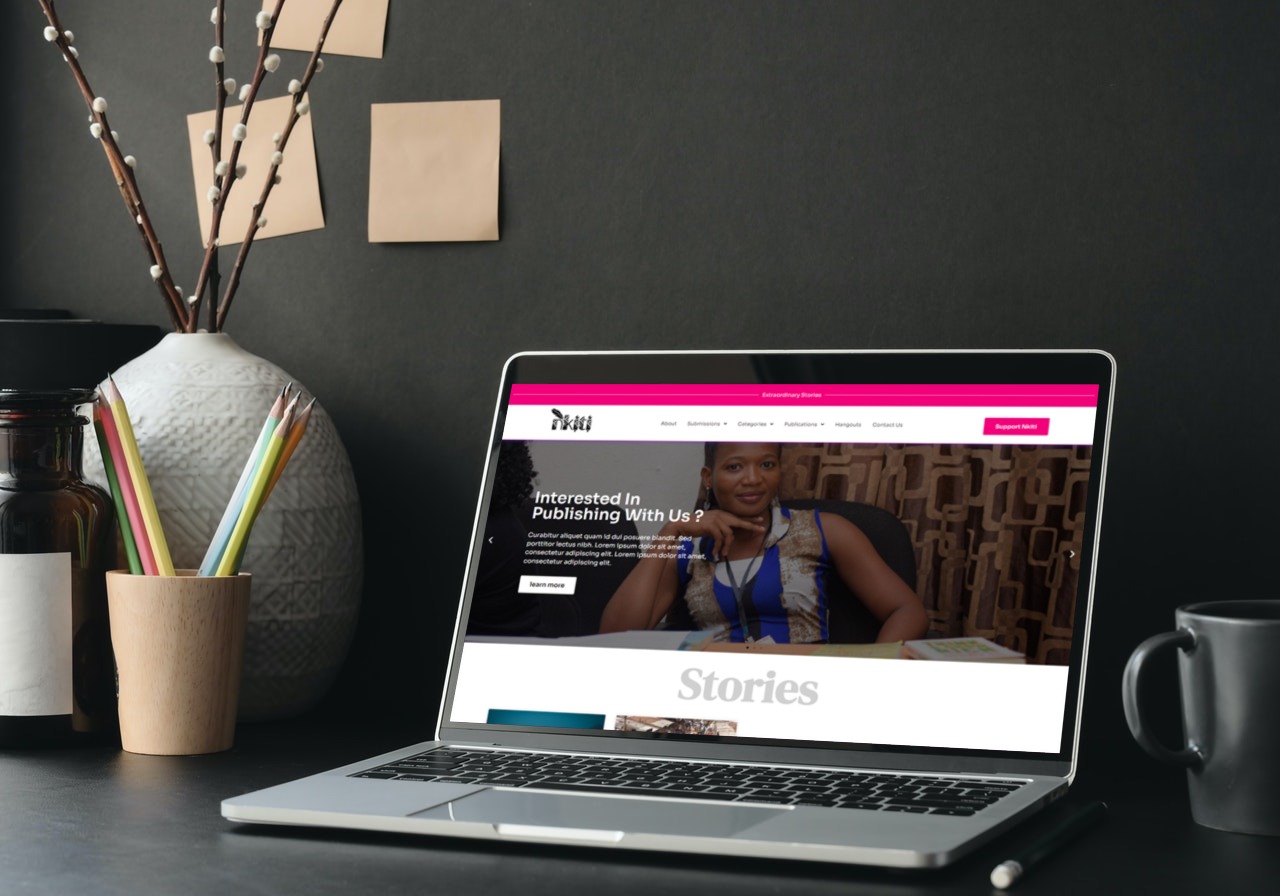 Extraordinary Stories
nkiti
About Submissions Categories Publications Hangouts Contact Us
Support Nkiti
Interested In
Publishing With Us ?
Curabitur aliquet quam id dui posuere blandit. Sed
porttitor lectus nibh. Lorem ipsum dolor sit amet,
consectetur adipiscing elit. Lorem ipsum dolor sit amet,
consectetur adipiscing elit.
learn more
Stories